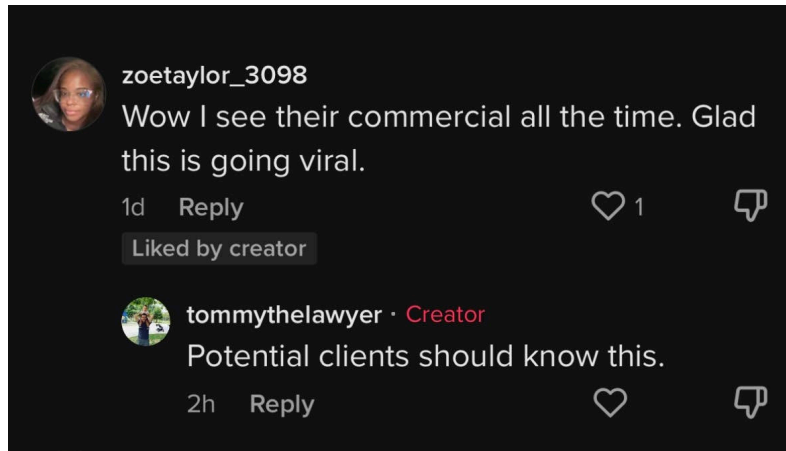 zoetaylor_3098
Wow I see their commercial all the time. Glad
this is going viral.
1d Reply 1
Liked by creator
tommythelawyer · Creator
Potential clients should know this.
2h Reply